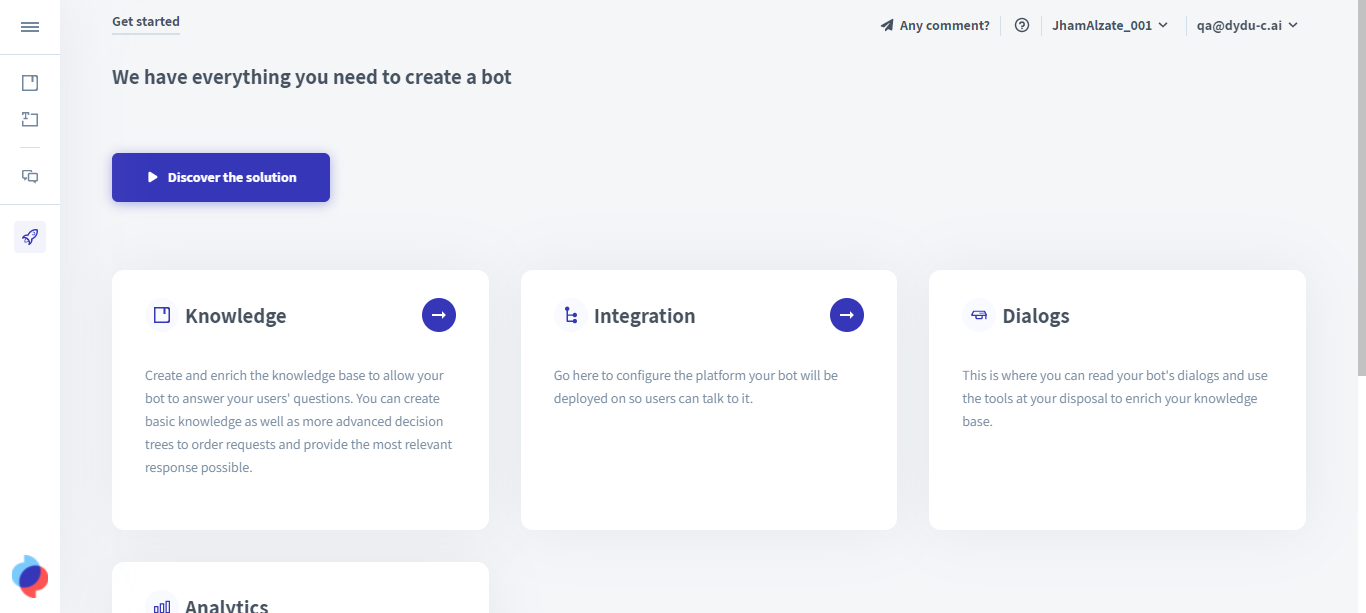 Get started
Any comment?
JhamAlzate_001
qa@dydu-c.ai
We have everything you need to create a bot
Discover the solution
Knowledge
Create and enrich the knowledge base to allow your
bot to answer your users' questions. You can create
basic knowledge as well as more advanced decision
trees to order requests and provide the most relevant
response possible.
Integration
Go here to configure the platform your bot will be
deployed on so users can talk to it.
Dialogs
This is where you can read your bot's dialogs and use
the tools at your disposal to enrich your knowledge
base.
Analytics